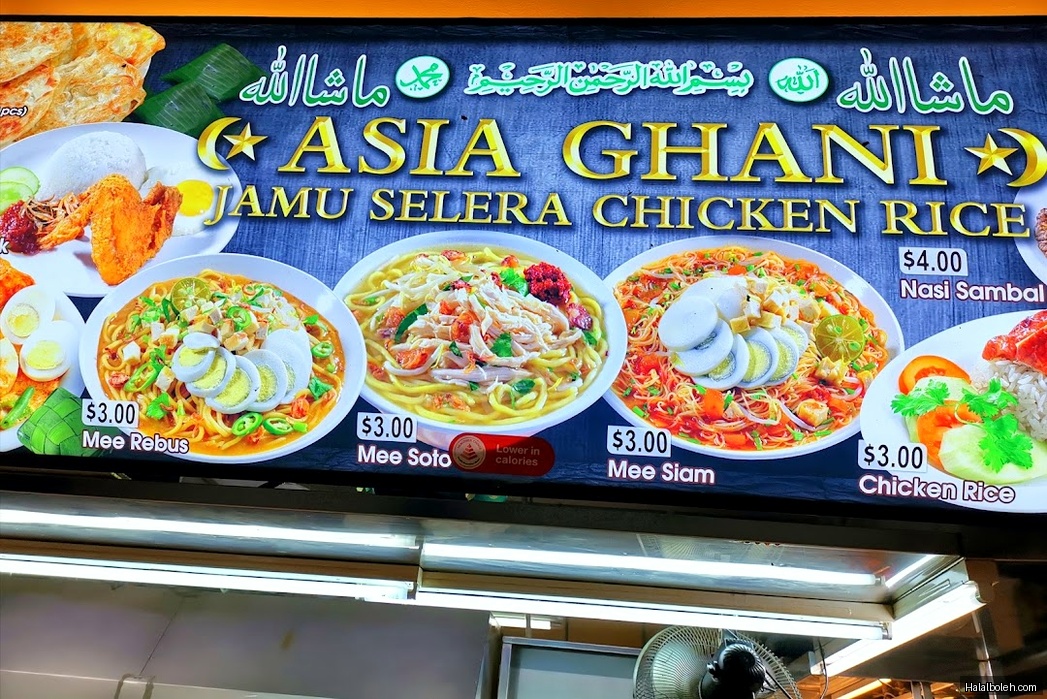 ماشاالله محمد بسم الله الرحمن الرحيم الله ماشاالله
ASIA GHANI
JAMU SELERA CHICKEN RICE
pcs)
k
$4.00
Nasi Sambal
$3.00
Mee Rebus
$3.00
Mee Soto
Lower in
calories
$3.00
Mee Siam
$3.00
Chicken Rice
Halalboleh.com